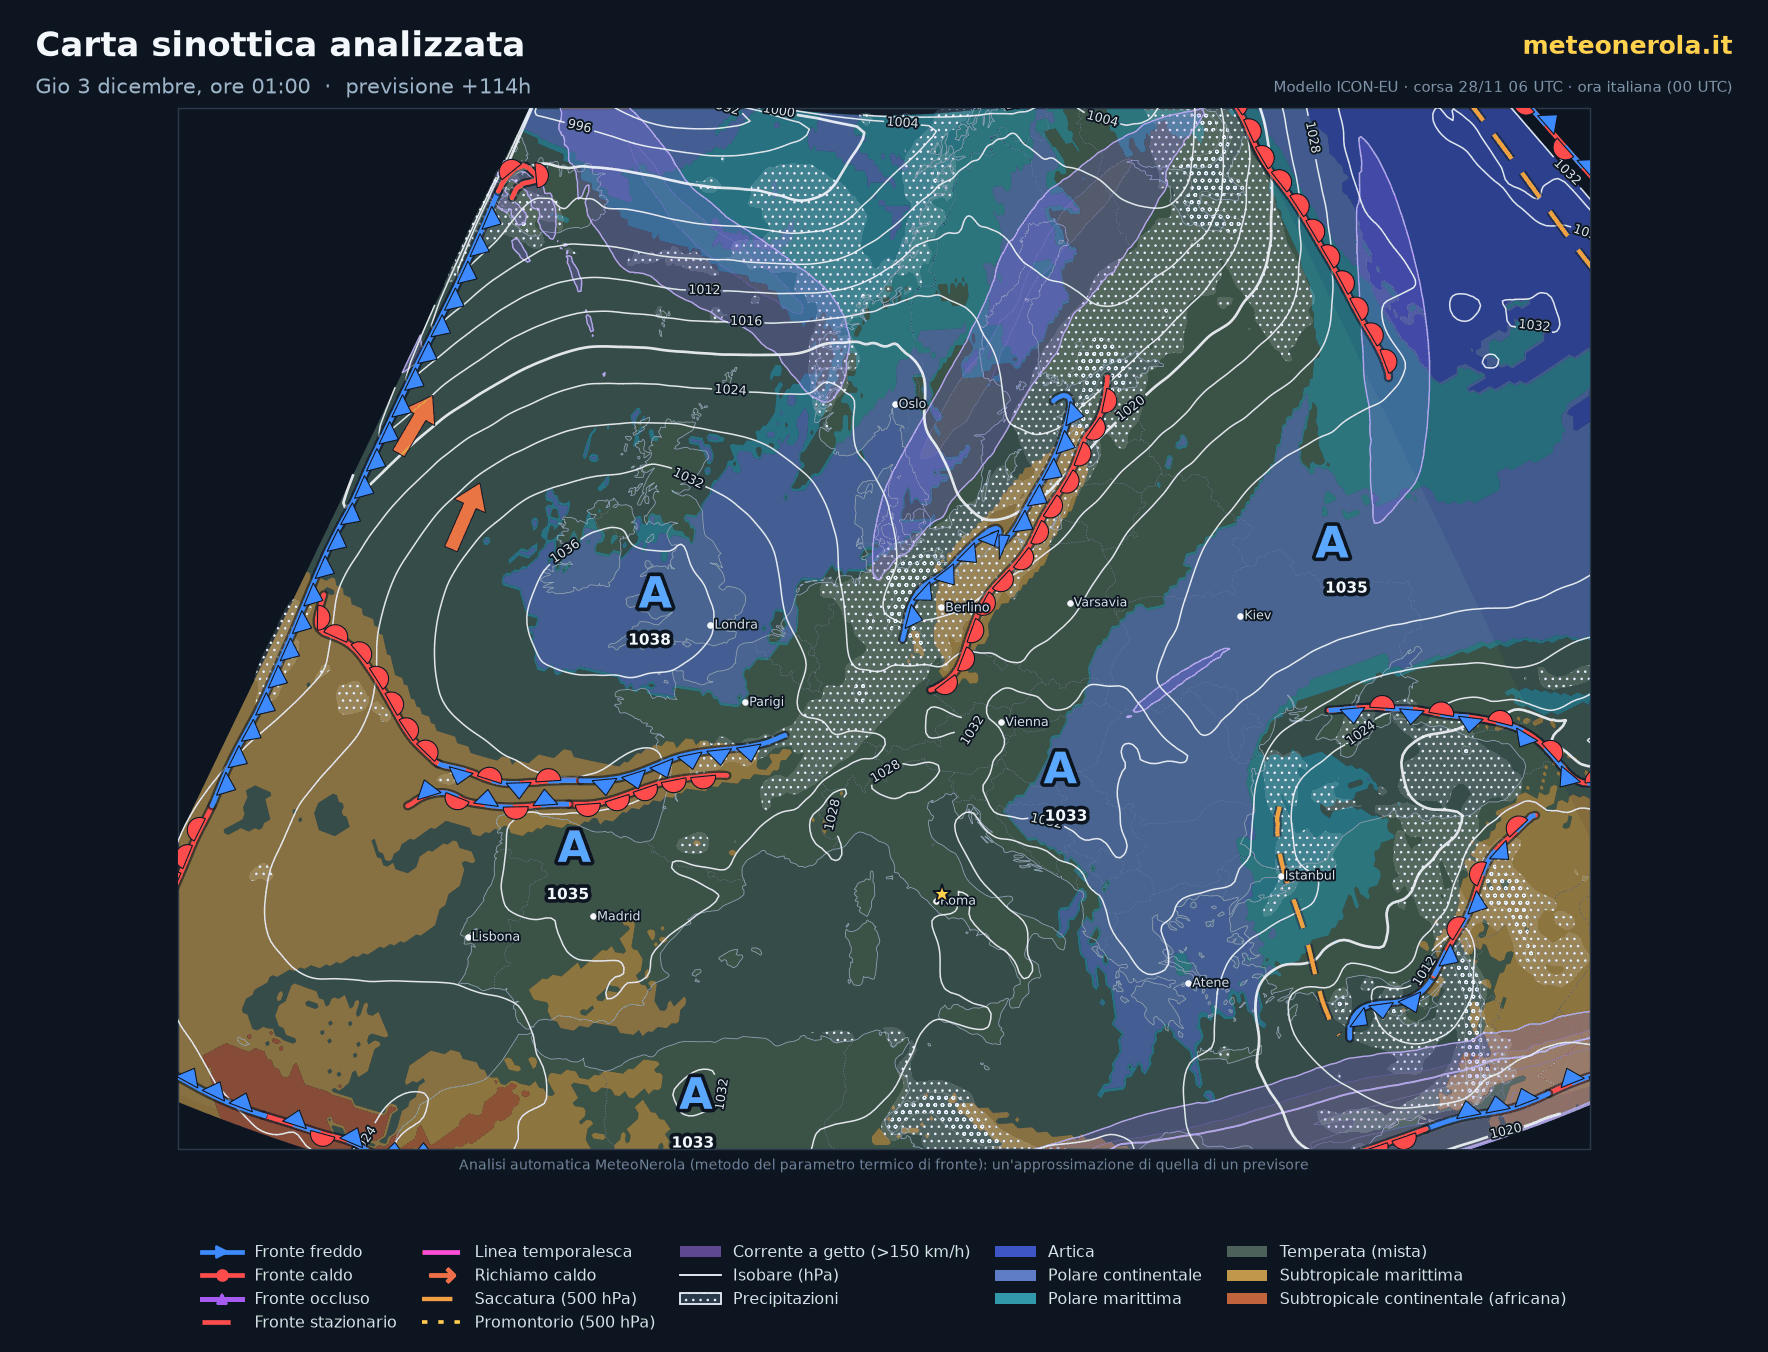 Carta sinottica analizzata
meteonerola.it
Gio 3 dicembre, ore 01:00 · previsione +114h
Modello ICON-EU · corsa 28/11 06 UTC · ora italiana (00 UTC)
996
1000
1004
1004
1028
1032
1012
1016
1032
1024
Oslo
1020
1032
1036
A
1035
A
1038
Londra
Berlino
Varsavia
Kiev
Parigi
Vienna
1032
1024
1028
A
1033
1028
A
1035
Istanbul
Madrid
Roma
Lisbona
1012
Atene
A
1032
1033
1020
Analisi automatica MeteoNerola (metodo del parametro termico di fronte): un'approssimazione di quella di un previsore
Fronte freddo
Linea temporalesca
Corrente a getto (>150 km/h)
Artica
Temperata (mista)
Fronte caldo
Richiamo caldo
Isobare (hPa)
Polare continentale
Subtropicale marittima
Fronte occluso
Saccatura (500 hPa)
Precipitazioni
Polare marittima
Subtropicale continentale (africana)
Fronte stazionario
Promontorio (500 hPa)